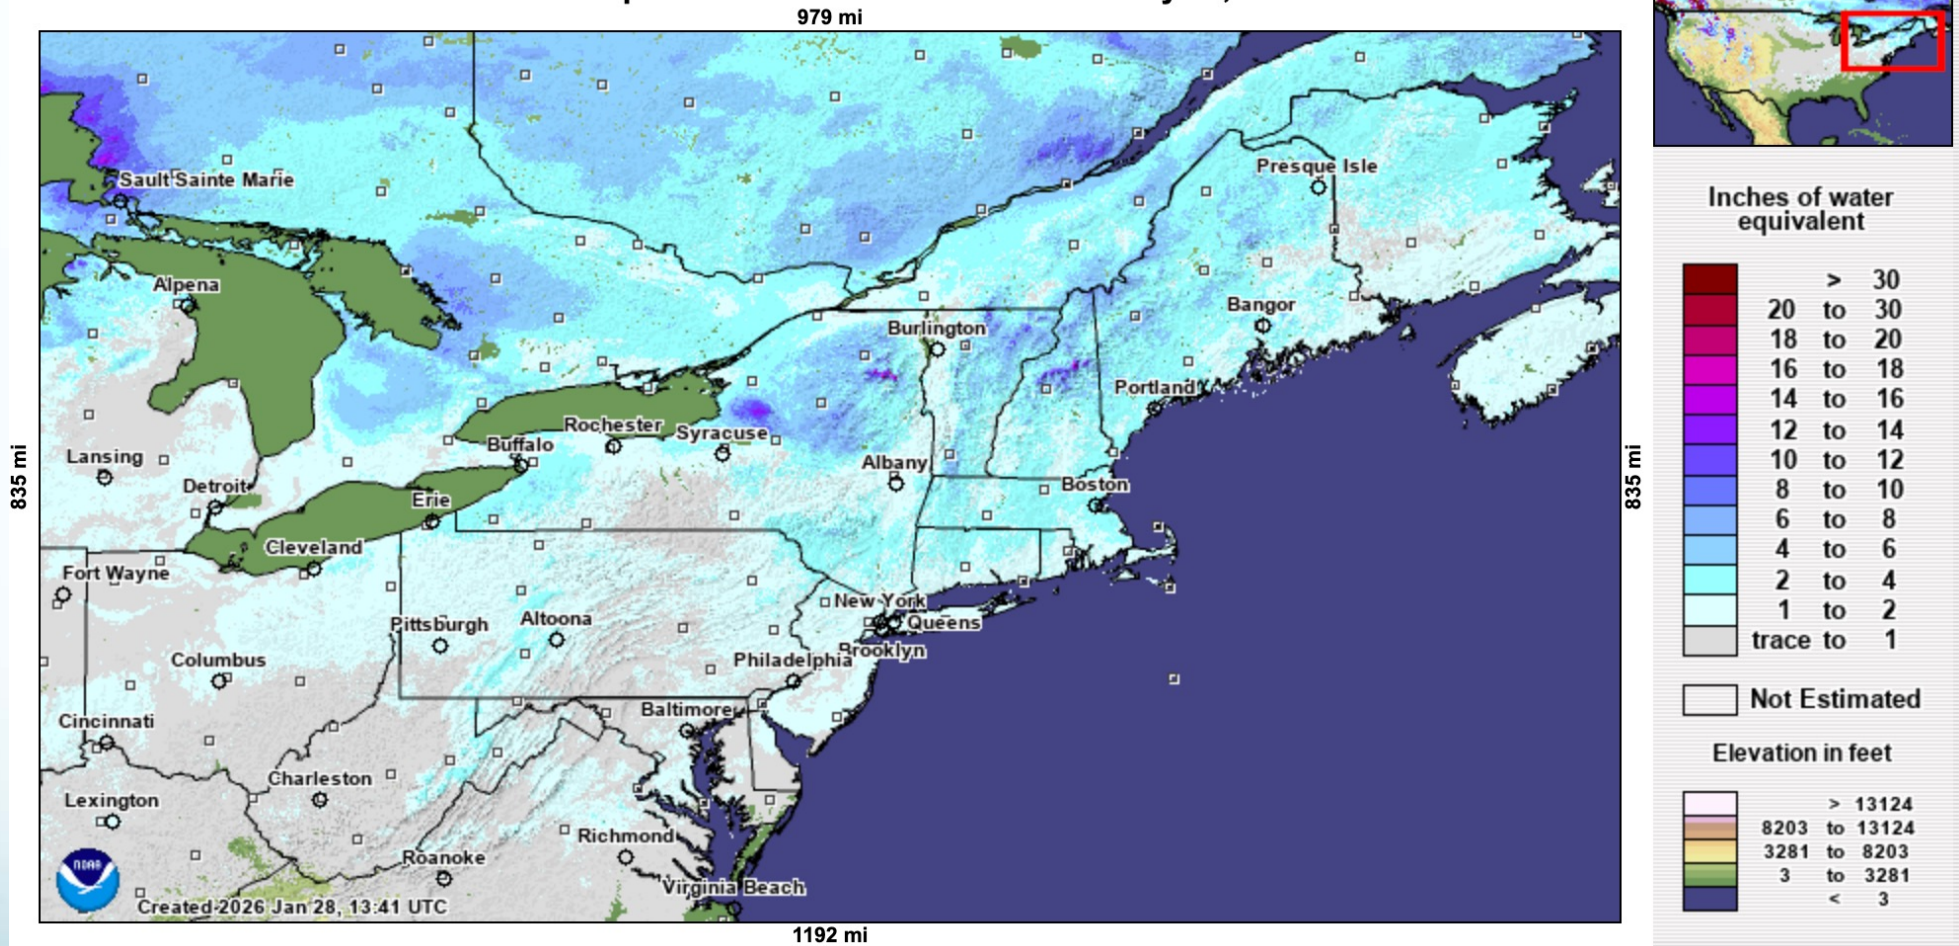 979 mi
835 mi
Sault Sainte Marie
Presque Isle
Alpena
Bangor
Burlington
Portland
Rochester
Syracuse
Buffalo
Lansing
Albany
Detroit
Boston
Erie
Cleveland
Fort Wayne
New York
Altoona
Pittsburgh
Queens
Brooklyn
Columbus
Philadelphia
Baltimore
Cincinnati
Charleston
Lexington
Richmond
Roanoke
Virginia Beach
NOAA
Created 2026 Jan 28, 13:41 UTC
835 mi
1192 mi
Inches of water
equivalent
> 30
20 to 30
18 to 20
16 to 18
14 to 16
12 to 14
10 to 12
8 to 10
6 to 8
4 to 6
2 to 4
1 to 2
trace to 1
Not Estimated
Elevation in feet
> 13124
8203 to 13124
3281 to 8203
3 to 3281
< 3